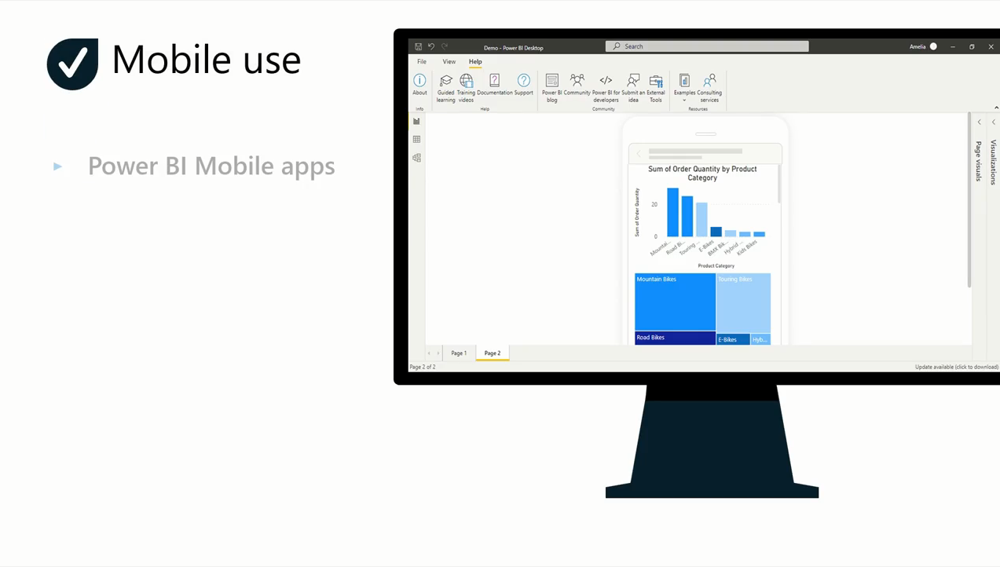 Mobile use
Power BI Mobile apps
Demo - Power BI Desktop
Search
Amelia
File View Help
About
Guided learning
Training videos
Documentation
Support
Power BI blog
Community
Power BI for developers
Submit an idea
External Tools
Examples
Consulting services
Info Help Community Resources
Sum of Order Quantity by Product
Category
Sum of Order Quantity
20
0
Mountai...
Road Bi...
Touring ...
E-Bikes
BMX Bik...
Hybrid ...
Kids Bikes
Product Category
Mountain Bikes
Touring Bikes
Road Bikes
E-Bikes
Hyb...
Page visuals
Visualizations
Page 1 Page 2
Page 2 of 2
Update available (click to download)